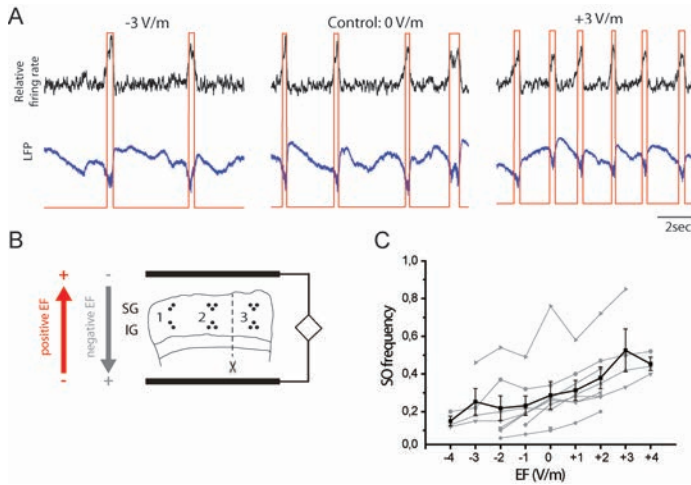 A
-3 V/m
Control: 0 V/m
+3 V/m
Relative
firing rate
LFP
2sec
B
+
-
positive EF
negative EF
-
+
SG
IG
1
2
3
C
SO frequency
1,0
0,8
0,6
0,4
0,2
0,0
-4 -3 -2 -1 0 +1 +2 +3 +4
EF (V/m)